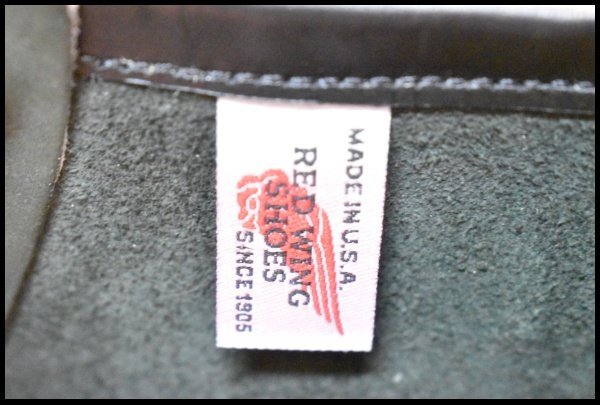 MADE IN U.S.A.
RED WING
SHOES
SINCE 1905